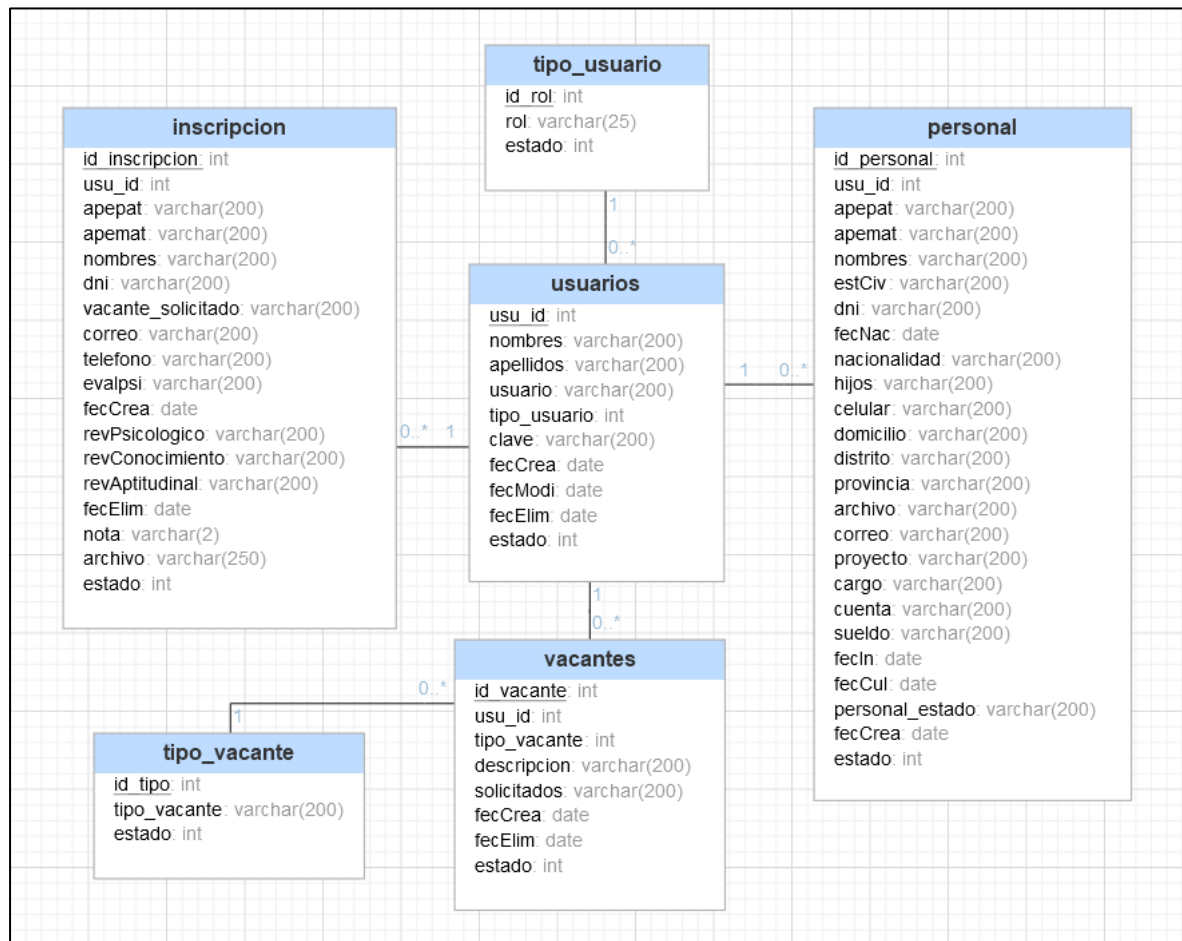 tipo_usuario
id_rol: int
rol: varchar(25)
estado: int
inscripcion
id_inscripcion: int
usu_id: int
apepat: varchar(200)
apemat: varchar(200)
nombres: varchar(200)
dni: varchar(200)
vacante_solicitado: varchar(200)
correo: varchar(200)
telefono: varchar(200)
evalpsi: varchar(200)
fecCrea: date
revPsicologico: varchar(200)
revConocimiento: varchar(200)
revAptitudinal: varchar(200)
fecElim: date
nota: varchar(2)
archivo: varchar(250)
estado: int
personal
id_personal: int
usu_id: int
apepat: varchar(200)
apemat: varchar(200)
nombres: varchar(200)
estCiv: varchar(200)
dni: varchar(200)
fecNac: date
nacionalidad: varchar(200)
hijos: varchar(200)
celular: varchar(200)
domicilio: varchar(200)
distrito: varchar(200)
provincia: varchar(200)
archivo: varchar(200)
correo: varchar(200)
proyecto: varchar(200)
cargo: varchar(200)
cuenta: varchar(200)
sueldo: varchar(200)
fecIn: date
fecCul: date
personal_estado: varchar(200)
fecCrea: date
estado: int
1
0..*
usuarios
usu_id: int
nombres: varchar(200)
apellidos: varchar(200)
usuario: varchar(200)
tipo_usuario: int
clave: varchar(200)
fecCrea: date
fecModi: date
fecElim: date
estado: int
1 0..*
0..* 1
1
0..*
vacantes
id_vacante: int
usu_id: int
tipo_vacante: int
descripcion: varchar(200)
solicitados: varchar(200)
fecCrea: date
fecElim: date
estado: int
0..*
1
tipo_vacante
id_tipo: int
tipo_vacante: varchar(200)
estado: int